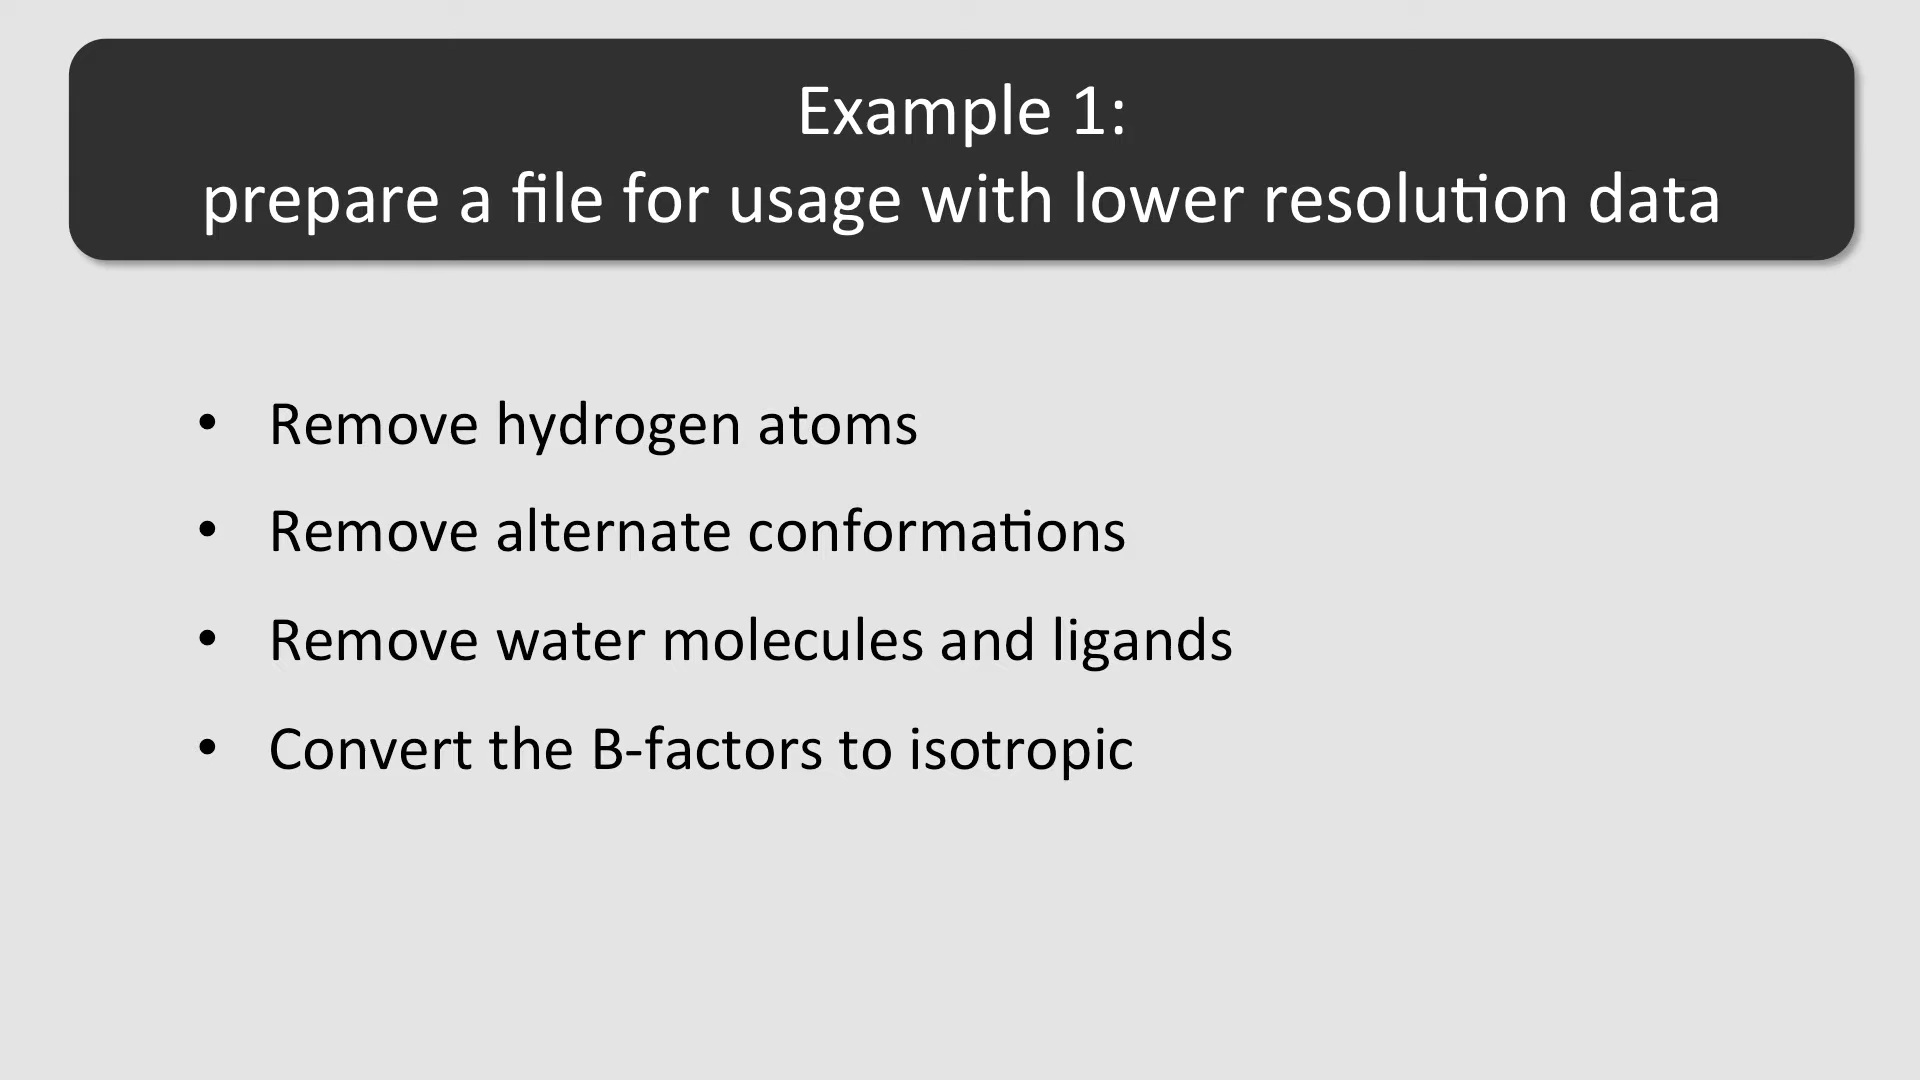 Example 1:
prepare a file for usage with lower resolution data
• Remove hydrogen atoms
• Remove alternate conformations
• Remove water molecules and ligands
• Convert the B-factors to isotropic